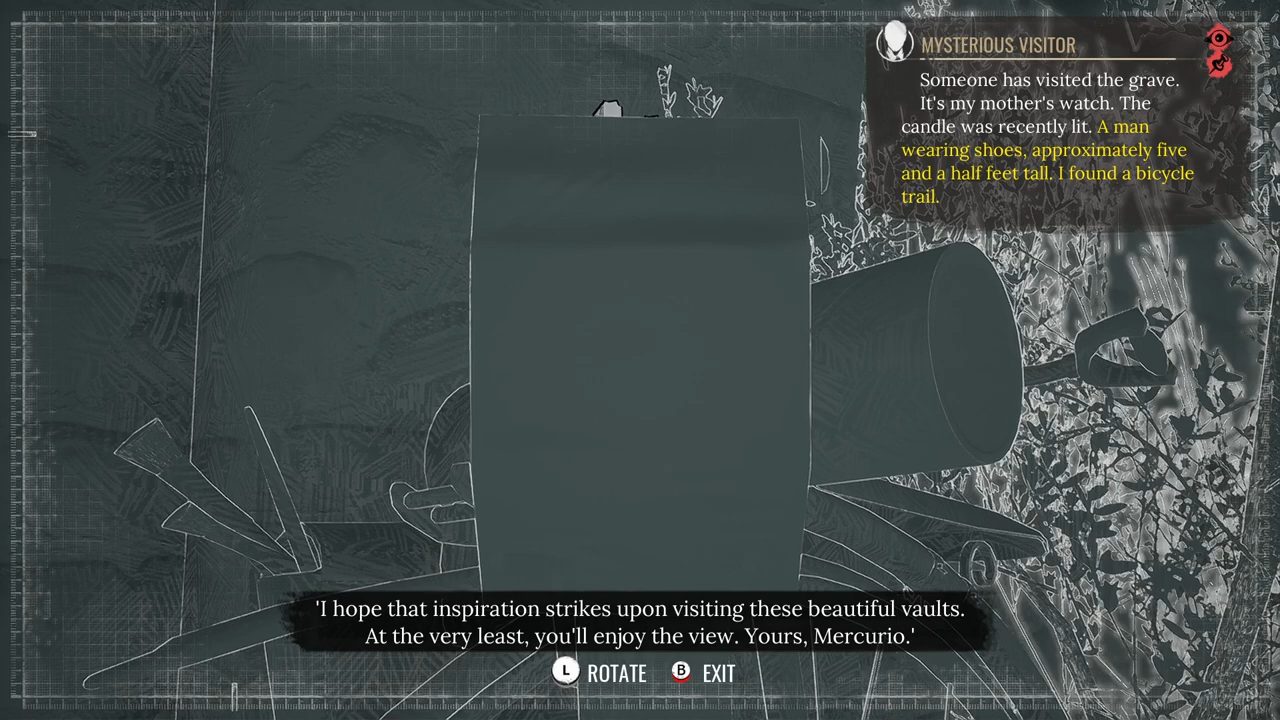 MYSTERIOUS VISITOR
Someone has visited the grave.
It's my mother's watch. The
candle was recently lit. A man
wearing shoes, approximately five
and a half feet tall. I found a bicycle
trail.
'I hope that inspiration strikes upon visiting these beautiful vaults.
At the very least, you'll enjoy the view. Yours, Mercurio.'
L ROTATE B EXIT